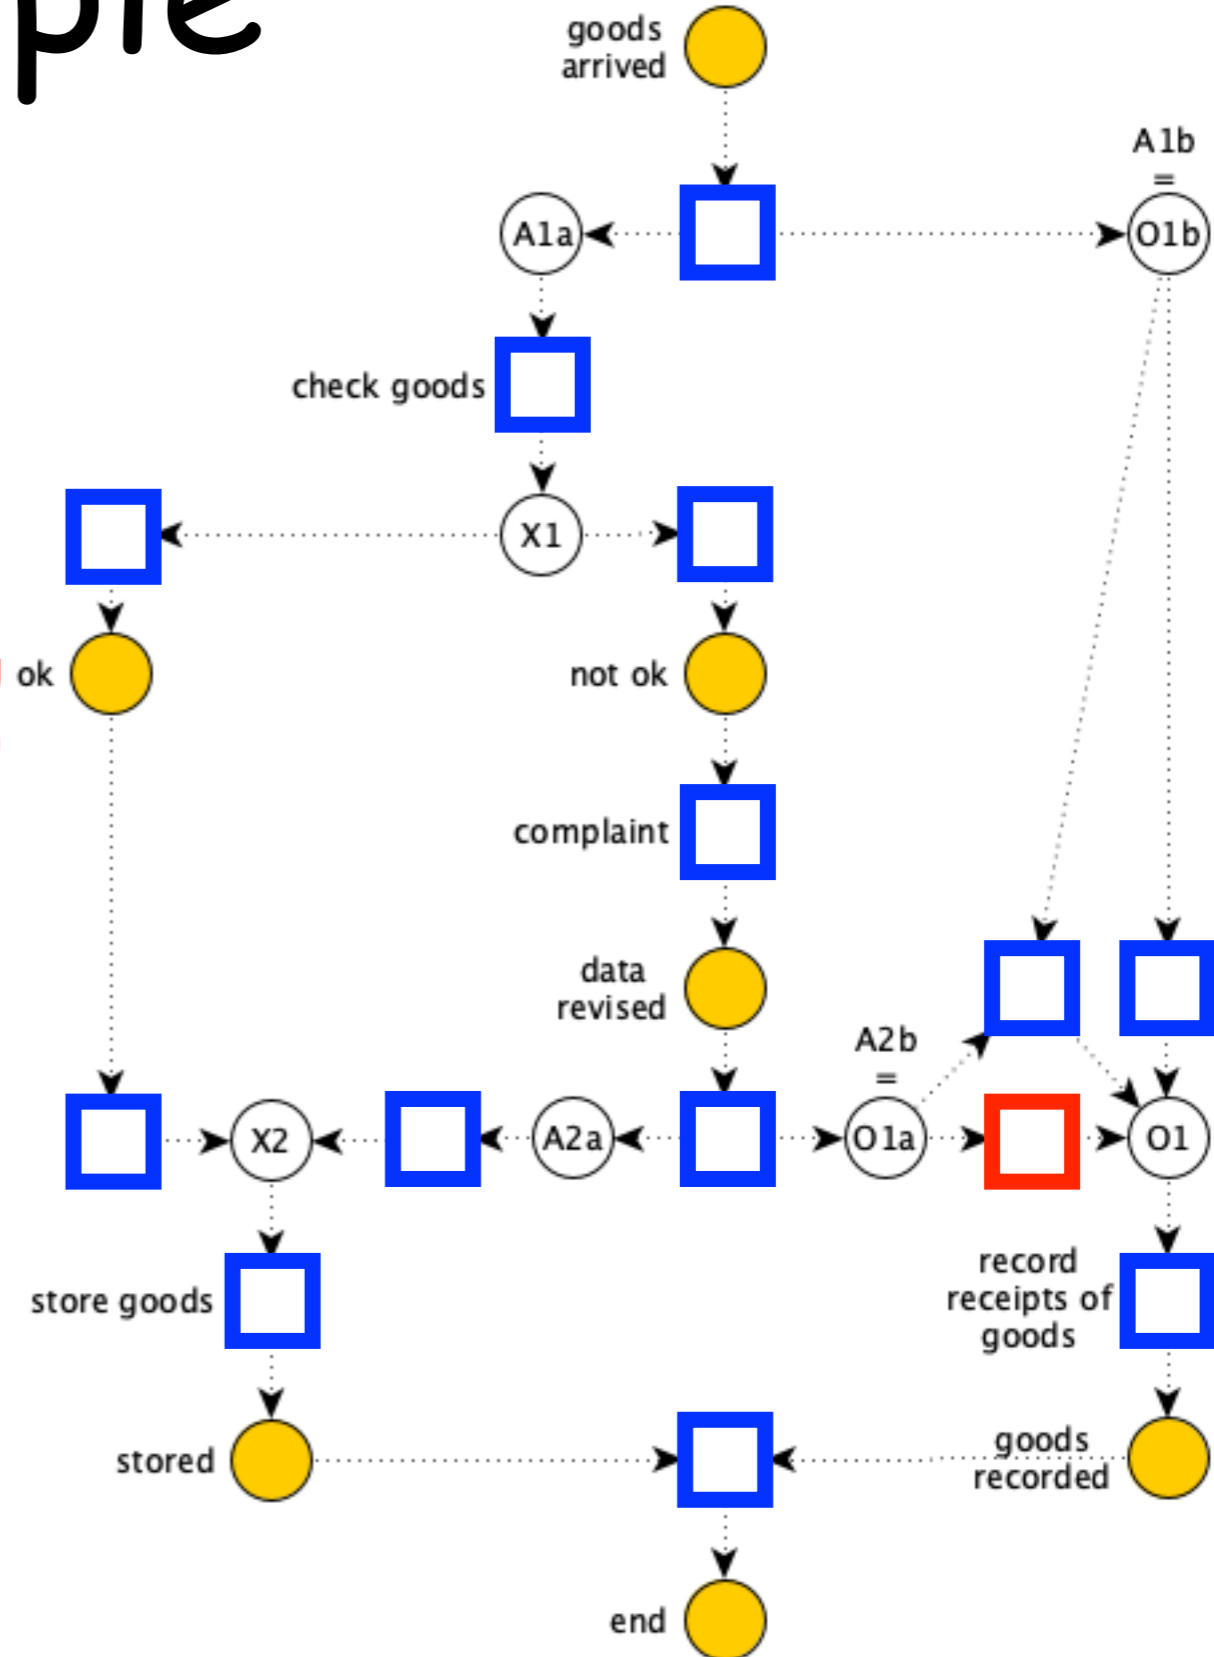 ple
goods
arrived
A1b
=
A1a
O1b
check goods
X1
ok
not ok
complaint
data
revised
A2b
=
X2
A2a
O1a
O1
store goods
record
receipts of
goods
stored
goods
recorded
end